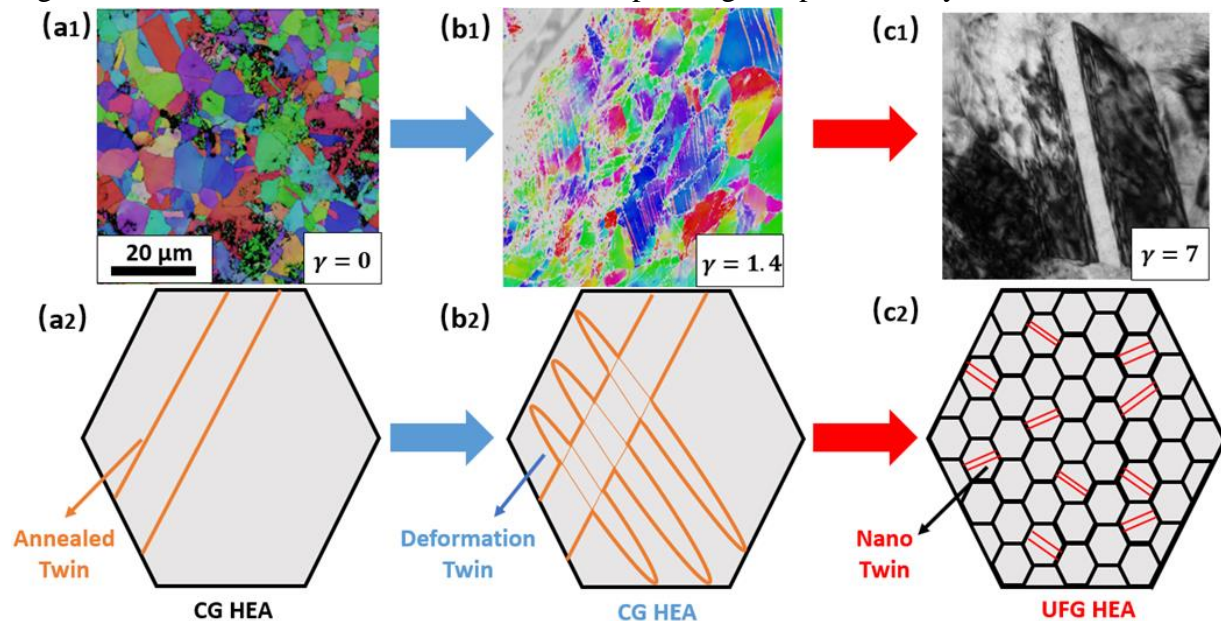 (a1)
(b1)
(c1)
20 μm
γ = 0
γ = 1.4
γ = 7
(a2)
(b2)
(c2)
Annealed
Twin
Deformation
Twin
Nano
Twin
CG HEA
CG HEA
UFG HEA